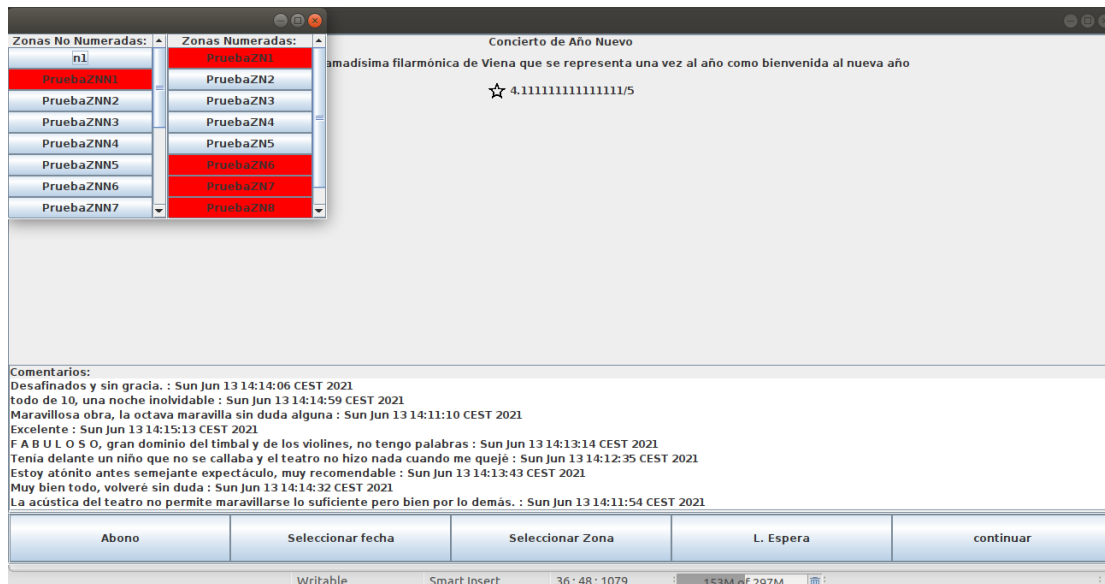 Zonas No Numeradas:
n1
PruebaZNN1
PruebaZNN2
PruebaZNN3
PruebaZNN4
PruebaZNN5
PruebaZNN6
PruebaZNN7
Zonas Numeradas:
PruebaZN1
PruebaZN2
PruebaZN3
PruebaZN4
PruebaZN5
PruebaZN6
PruebaZN7
PruebaZN8
Concierto de Año Nuevo
amadísima filarmónica de Viena que se representa una vez al año como bienvenida al nueva año
4.111111111111111/5
Comentarios:
Desafinados y sin gracia. : Sun Jun 13 14:14:06 CEST 2021
todo de 10, una noche inolvidable : Sun Jun 13 14:14:59 CEST 2021
Maravillosa obra, la octava maravilla sin duda alguna : Sun Jun 13 14:11:10 CEST 2021
Excelente : Sun Jun 13 14:15:13 CEST 2021
F A B U L O S O, gran dominio del timbal y de los violines, no tengo palabras : Sun Jun 13 14:13:14 CEST 2021
Tenía delante un niño que no se callaba y el teatro no hizo nada cuando me quejé : Sun Jun 13 14:12:35 CEST 2021
Estoy atónito antes semejante expectáculo, muy recomendable : Sun Jun 13 14:13:43 CEST 2021
Muy bien todo, volveré sin duda : Sun Jun 13 14:14:32 CEST 2021
La acústica del teatro no permite maravillarse lo suficiente pero bien por lo demás. : Sun Jun 13 14:11:54 CEST 2021
Abono Seleccionar fecha Seleccionar Zona L. Espera continuar
Writable Smart Insert 36 : 48 : 1079 153M of 297M